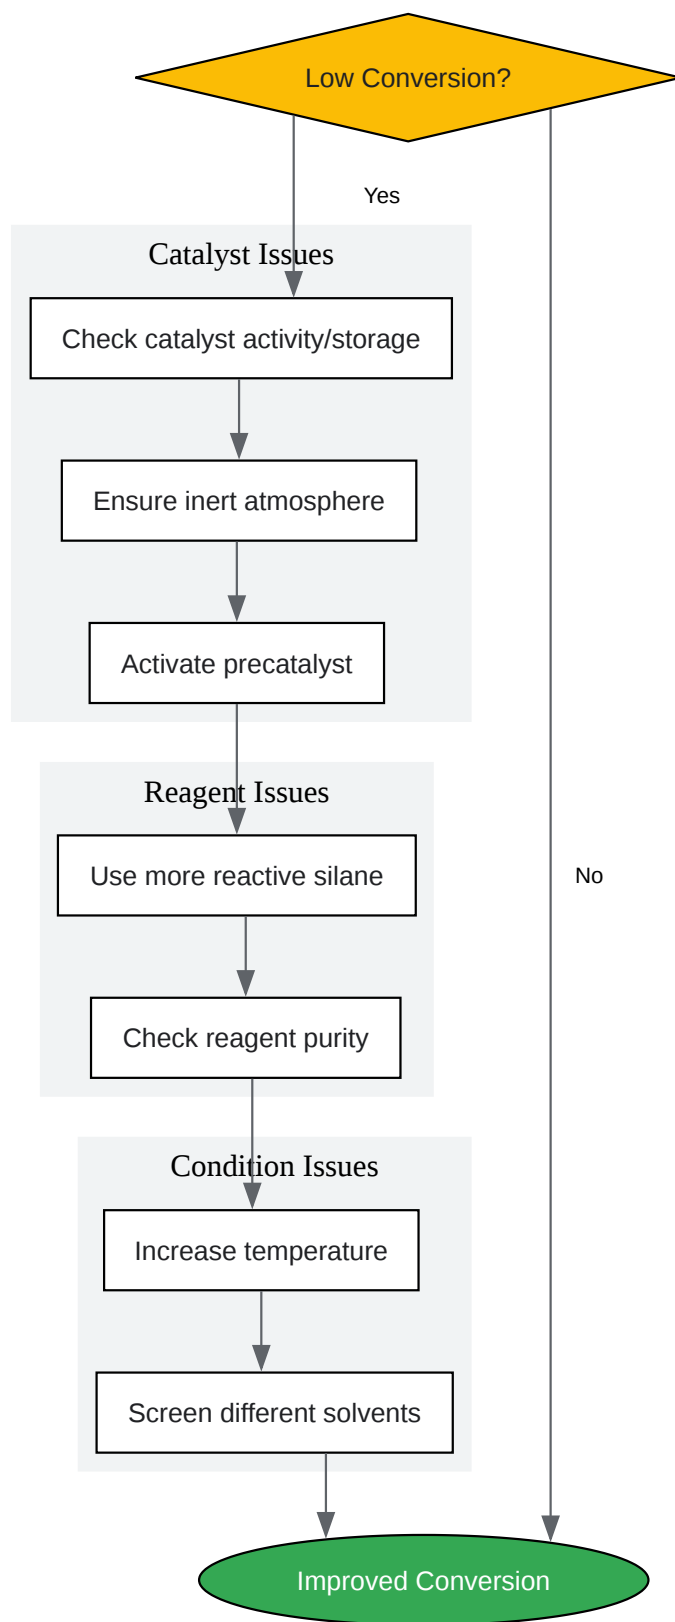 Low Conversion?
Yes
Catalyst Issues
Check catalyst activity/storage
Ensure inert atmosphere
Activate precatalyst
Reagent Issues
Use more reactive silane
No
Check reagent purity
Condition Issues
Increase temperature
Screen different solvents
Improved Conversion